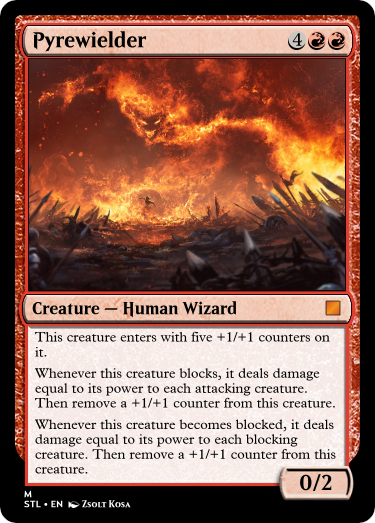 Pyrewielder 4
Creature — Human Wizard
This creature enters with five +1/+1 counters on
it.
Whenever this creature blocks, it deals damage
equal to its power to each attacking creature.
Then remove a +1/+1 counter from this creature.
Whenever this creature becomes blocked, it deals
damage equal to its power to each blocking
creature. Then remove a +1/+1 counter from this
creature.
0/2
M
STL • EN Zsolt Kosa